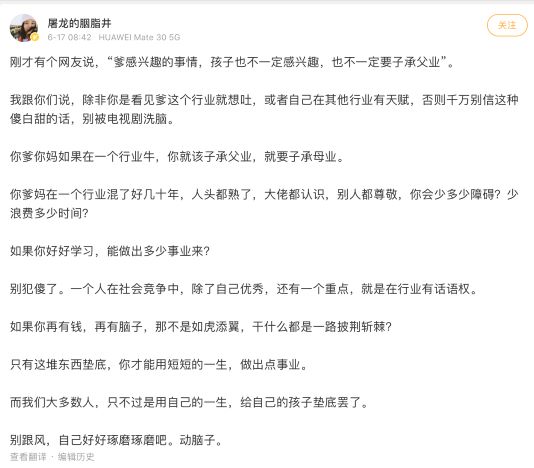 屠龙的胭脂井
关注
6-17 08:42 HUAWEI Mate 30 5G
刚才有个网友说，“爹感兴趣的事情，孩子也不一定感兴趣，也不一定要子承父业”。
我跟你们说，除非你是看见爹这个行业就想吐，或者自己在其他行业有天赋，否则千万别信这种
傻白甜的话，别被电视剧洗脑。
你爹你妈如果在一个行业牛，你就该子承父业，就要子承母业。
你爹妈在一个行业混了好几十年，人头都熟了，大佬都认识，别人都尊敬，你会少多少障碍？少
浪费多少时间？
如果你好好学习，能做出多少事业来？
别犯傻了。一个人在社会竞争中，除了自己优秀，还有一个重点，就是在行业有话语权。
如果你再有钱，再有脑子，那不是如虎添翼，干什么都是一路披荆斩棘？
只有这堆东西垫底，你才能用短短的一生，做出点事业。
而我们大多数人，只不过是用自己的一生，给自己的孩子垫底罢了。
别跟风，自己好好琢磨琢磨吧。动脑子。
查看翻译 · 编辑历史